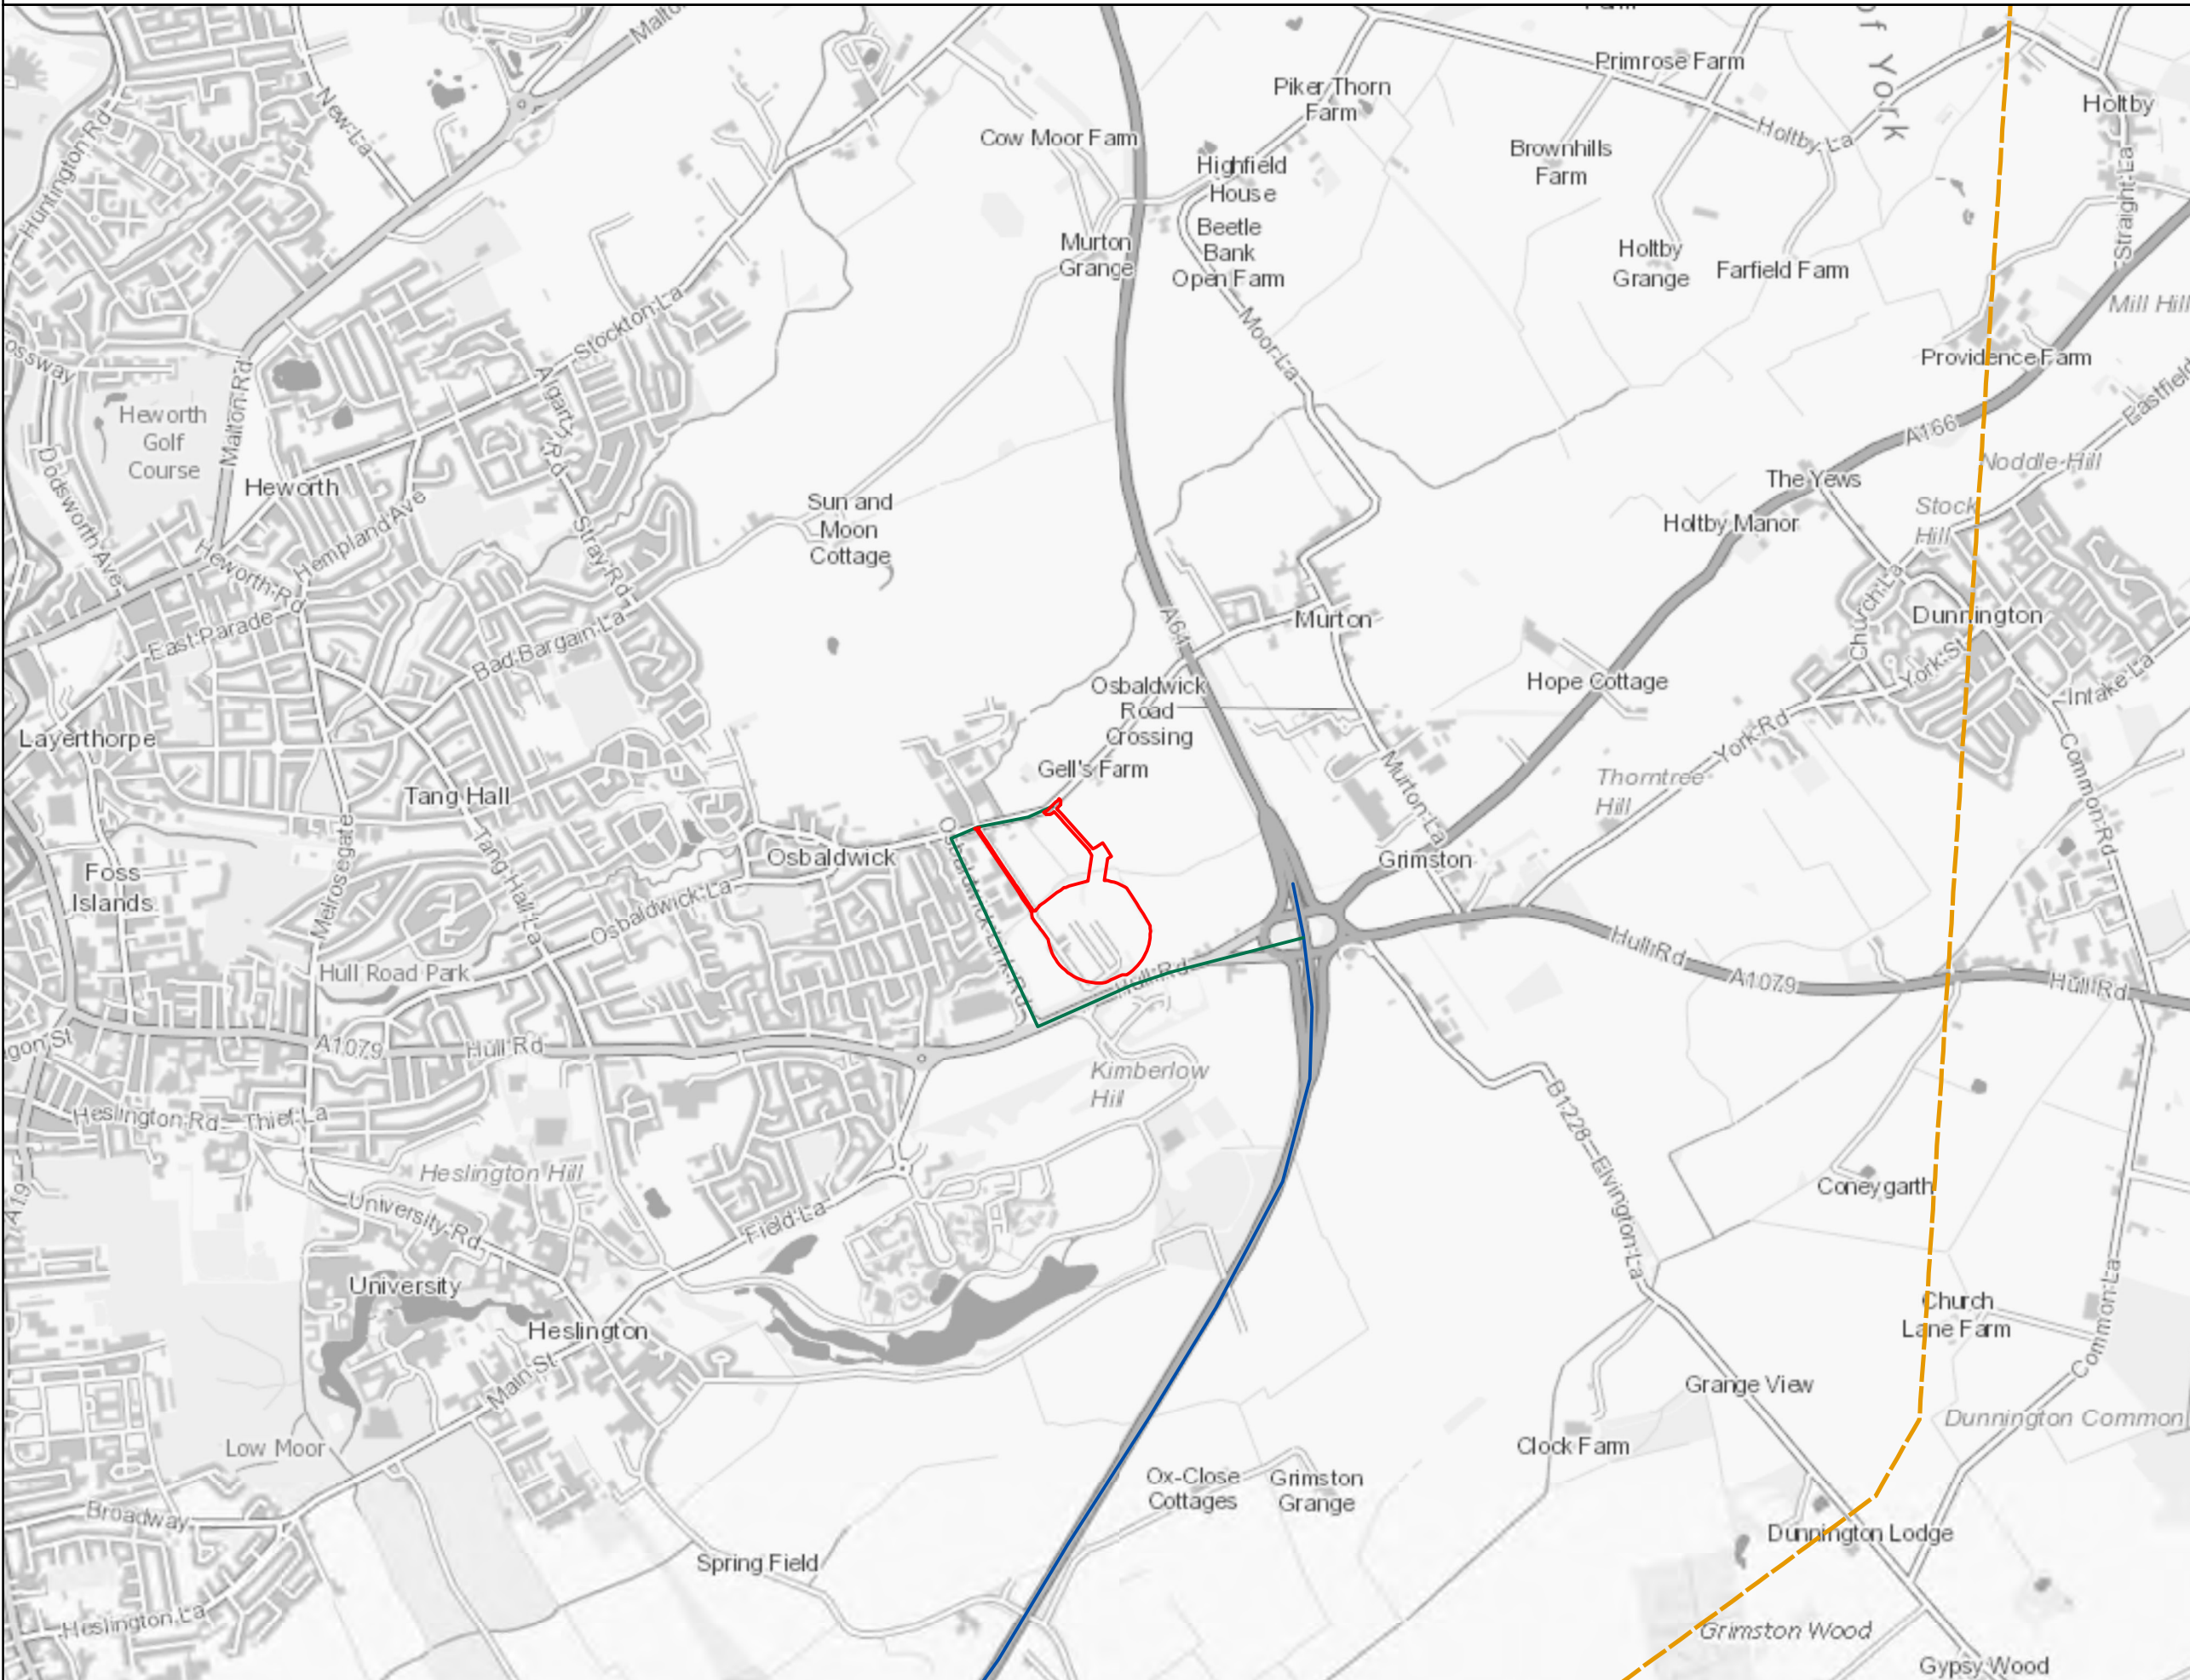 Malto
of York
Primrose Farm
Piker Thorn
Farm
Holtby
New La
Huntington Rd
Cow Moor Farm
Holtby La
Brownhills
Farm
Highfield
House
Straight La
Beetle
Bank
Open Farm
Murton
Grange
Holtby
Grange
Farfield Farm
Mill Hill
Stockton La
Moor La
ossway
Providence Farm
Eastfield
Algarth Rd
Malton Rd
Heworth
Golf
Course
A166
Noddle Hill
Dodsworth Ave
Heworth
The Yews
Sun and
Moon
Cottage
Stock
Hill
Hempland Ave
Holtby Manor
Stray Rd
Heworth Rd
Church La
A64
Murton
Dunnington
East Parade
Bad Bargain La
York St
Osbaldwick
Road
Crossing
Hope Cottage
Intake La
Layerthorpe
York Rd
Gell's Farm
Murton La
Thorntree
Hill
Common Rd
Tang Hall
Osbaldwick
Grimston
Tang Hall La
Melrosegate
Foss
Islands
Osbaldwick La
Osbaldwick Link Rd
Hull Rd
Hull Road Park
Hull Rd
A1079
Hull Rd
gon St
A1079
Hull Rd
Kimberlow
Hill
Heslington Rd
Thief La
B1228
Elvington La
Heslington Hill
Coneygarth
A19
University Rd
Field La
University
Church
Lane Farm
Heslington
Common La
Main St
Grange View
Dunnington Common
Low Moor
Clock Farm
Ox-Close
Cottages
Grimston
Grange
Broadway
Dunnington Lodge
Spring Field
Heslington La
Grimston Wood
Gypsy Wood